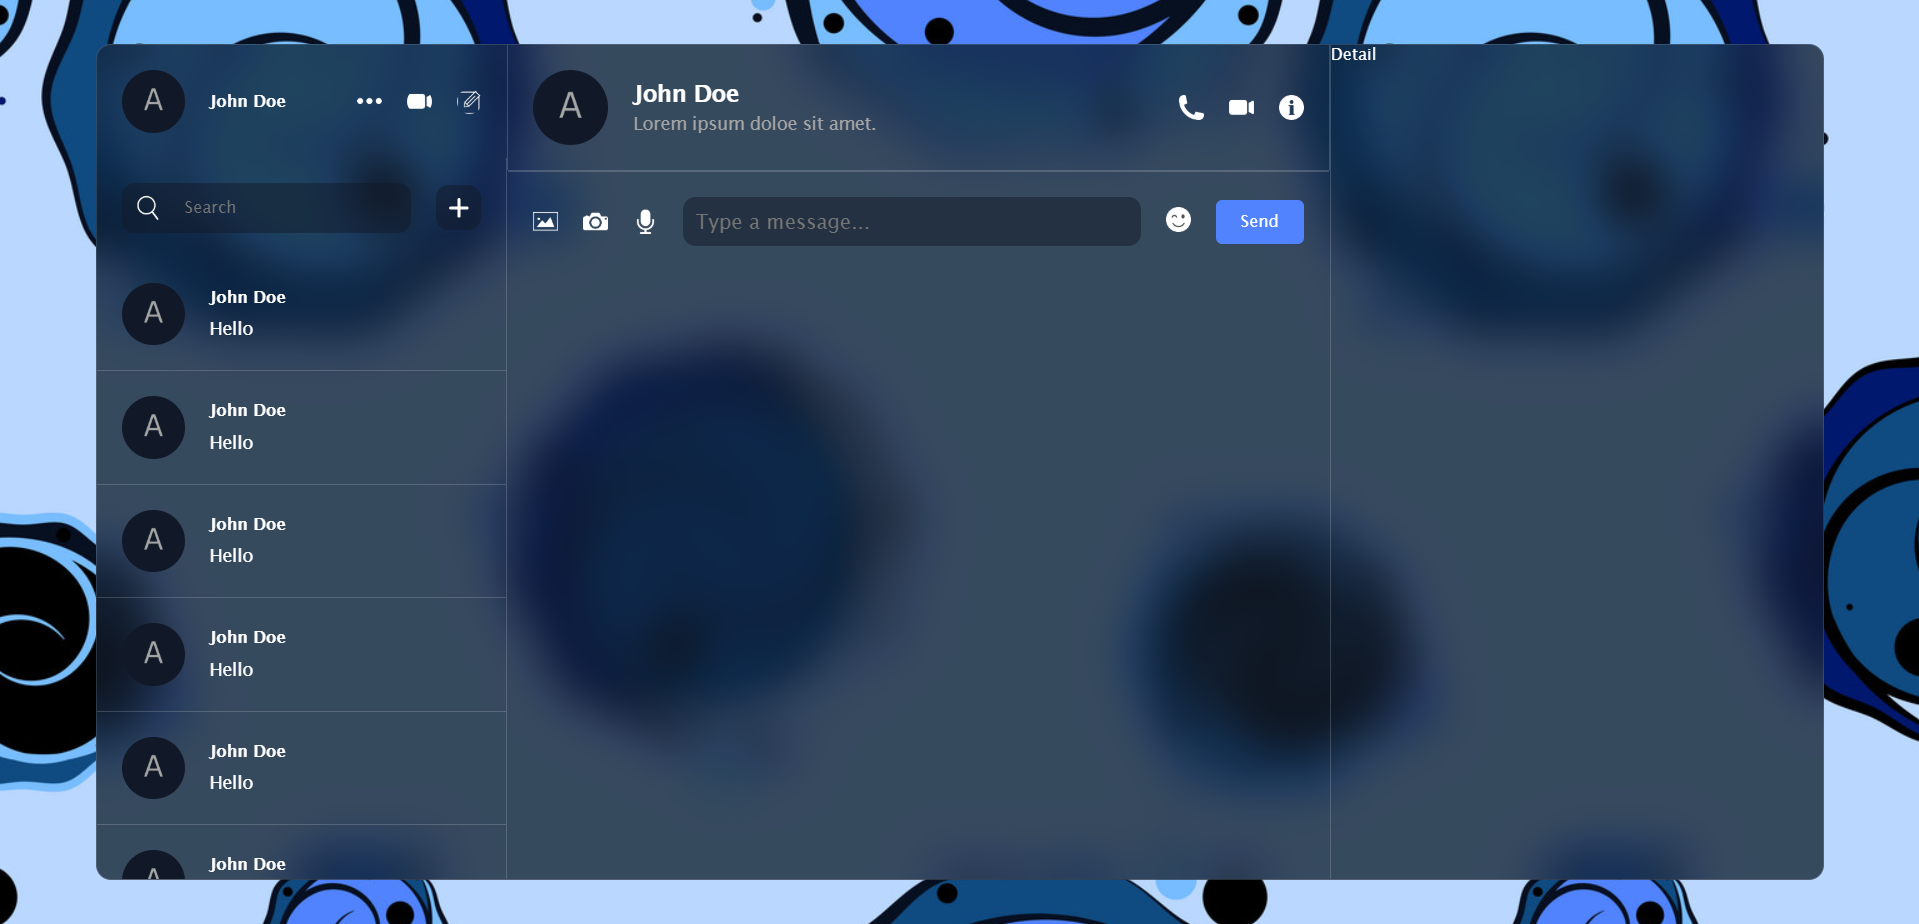 A
John Doe
Search
A
John Doe
Hello
A
John Doe
Hello
A
John Doe
Hello
A
John Doe
Hello
A
John Doe
Hello
A
John Doe
A
John Doe
Lorem ipsum doloe sit amet.
Type a message...
Send
Detail